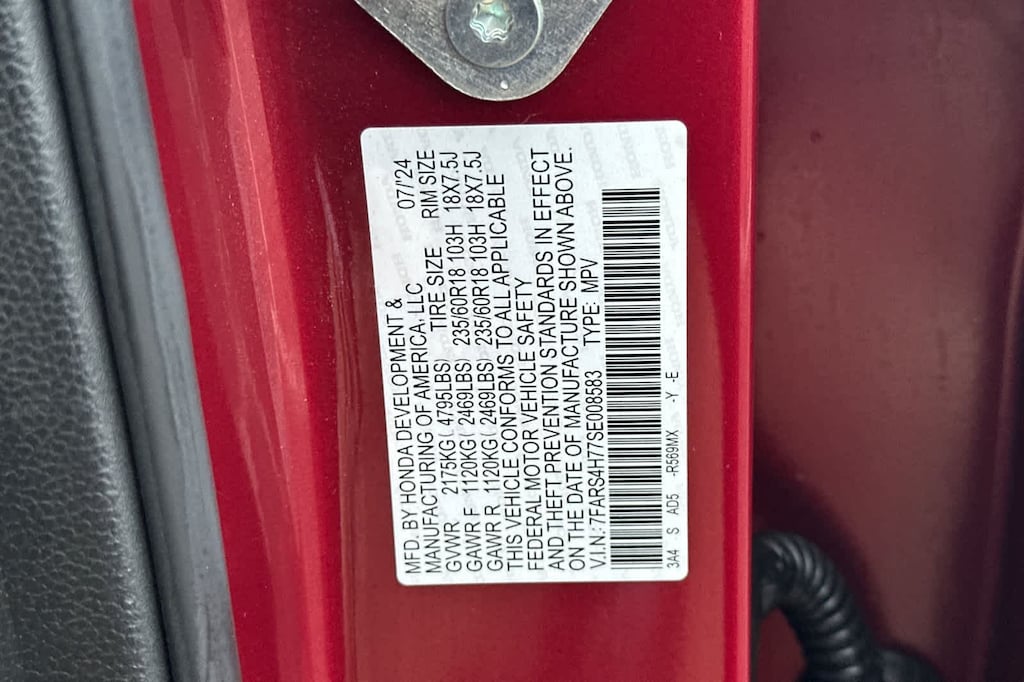 MFD. BY HONDA DEVELOPMENT &
MANUFACTURING OF AMERICA, LLC 07/'24
GVWR 2175KG ( 4795LBS) TIRE SIZE RIM SIZE
GAWR F 1120KG ( 2469LBS) 235/60R18 103H 18X7.5J
GAWR R 1120KG ( 2469LBS) 235/60R18 103H 18X7.5J
THIS VEHICLE CONFORMS TO ALL APPLICABLE
FEDERAL MOTOR VEHICLE SAFETY
AND THEFT PREVENTION STANDARDS IN EFFECT
ON THE DATE OF MANUFACTURE SHOWN ABOVE.
V.I.N.: 7FARS4H77SE008583 TYPE: MPV
3A4 S AD5 -R569MX -Y -E